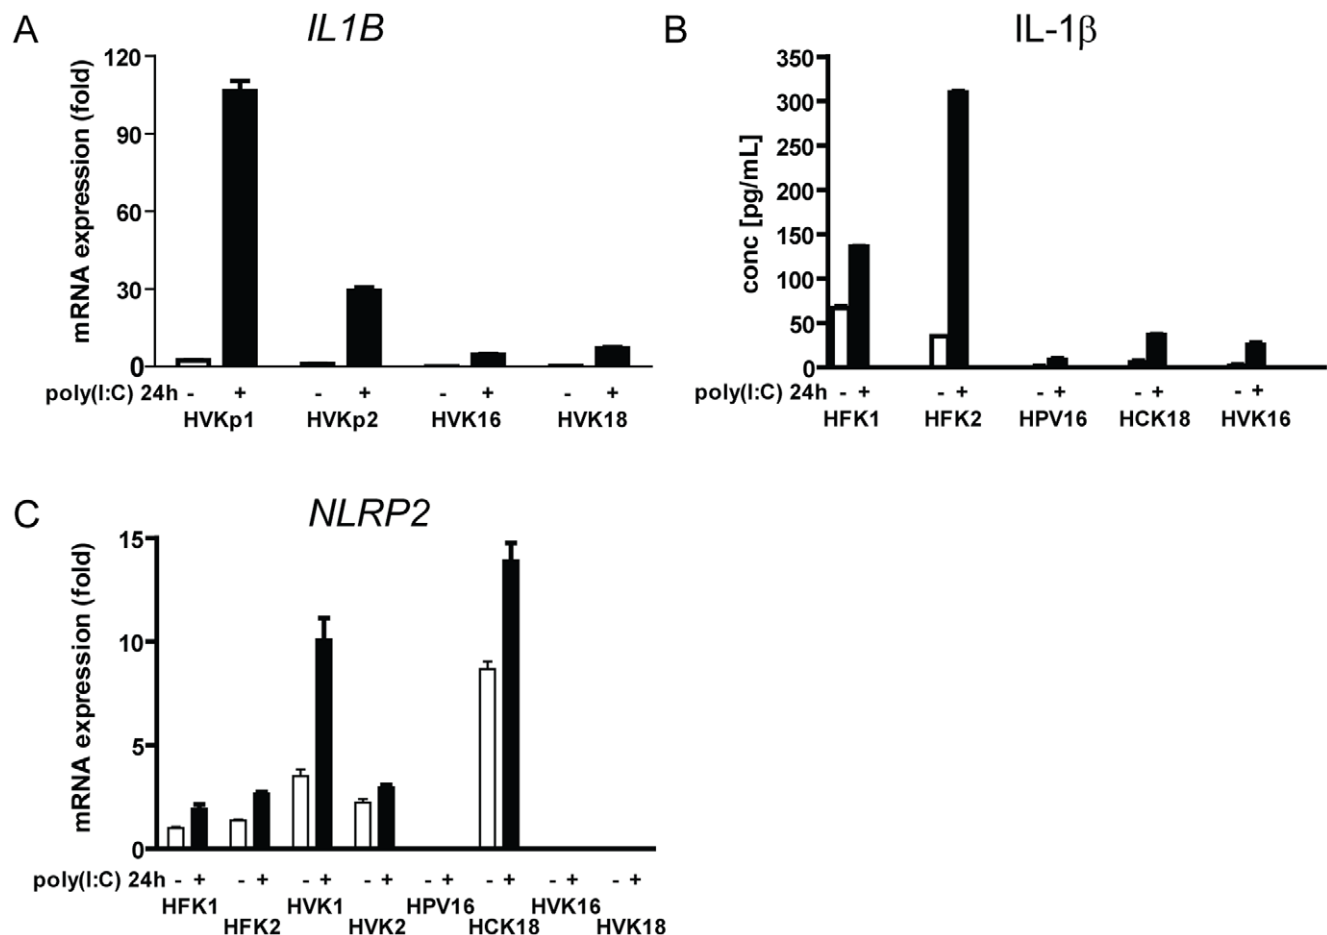 A
IL1B
mRNA expression (fold)
120
90
60
30
0
poly(I:C) 24h - + - + - + - +
HVKp1 HVKp2 HVK16 HVK18
B
IL-1β
conc [pg/mL]
350
300
250
200
150
100
50
0
poly(I:C) 24h - + - + - + - + - +
HFK1 HFK2 HPV16 HCK18 HVK16
C
NLRP2
mRNA expression (fold)
15
10
5
0
poly(I:C) 24h - + - + - + - + - + - + - + - +
HFK1 HVK1 HPV16 HVK16
HFK2 HVK2 HCK18 HVK18